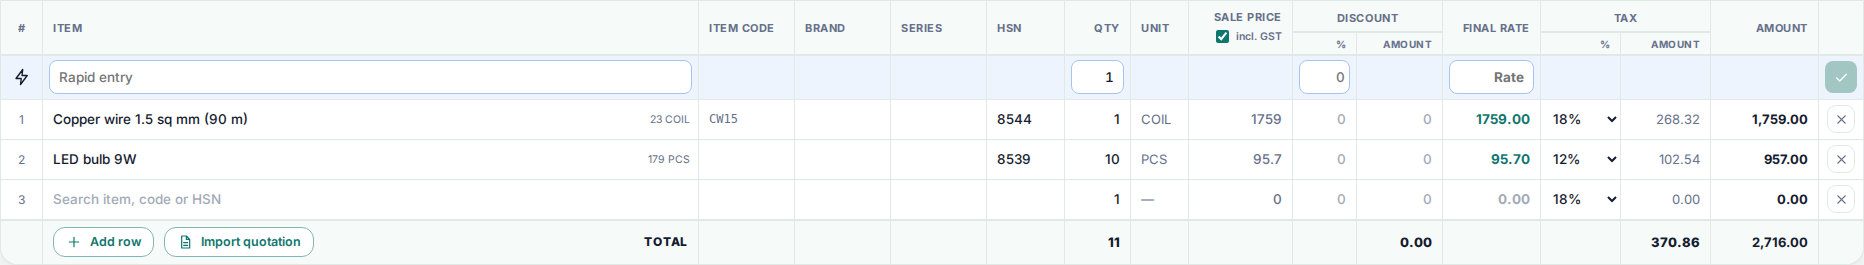 # ITEM ITEM CODE BRAND SERIES HSN QTY UNIT SALE PRICE incl. GST DISCOUNT % AMOUNT FINAL RATE TAX % AMOUNT AMOUNT
Rapid entry 1 0 Rate
1 Copper wire 1.5 sq mm (90 m) 23 COIL CW15 8544 1 COIL 1759 0 0 1759.00 18% 268.32 1,759.00
2 LED bulb 9W 179 PCS 8539 10 PCS 95.7 0 0 95.70 12% 102.54 957.00
3 Search item, code or HSN 1 — 0 0 0 0.00 18% 0.00 0.00
Add row Import quotation TOTAL 11 0.00 370.86 2,716.00